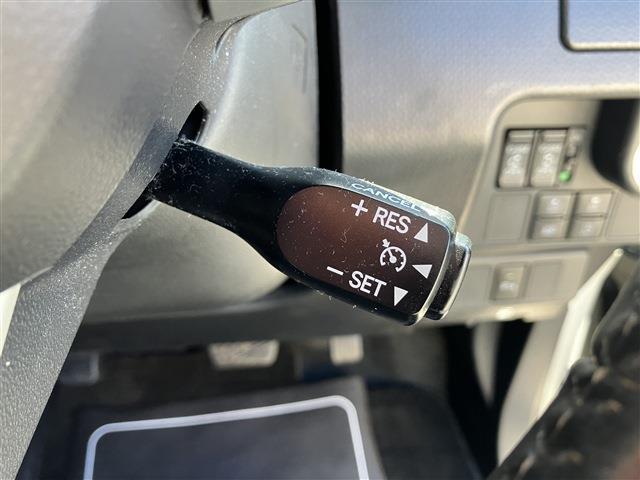 CANCEL
+ RES ▲
− SET ▼